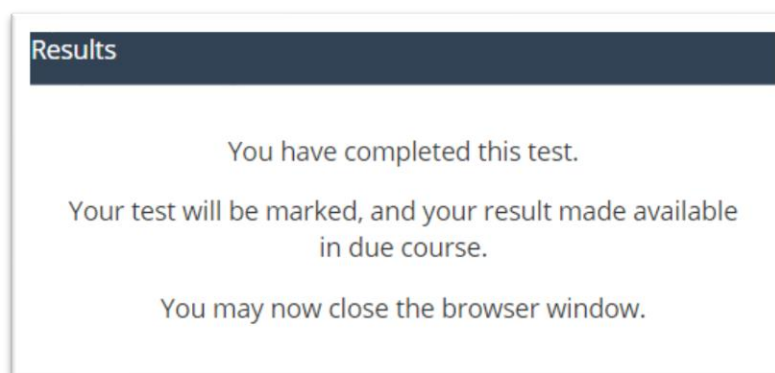 Results
You have completed this test.
Your test will be marked, and your result made available
in due course.
You may now close the browser window.